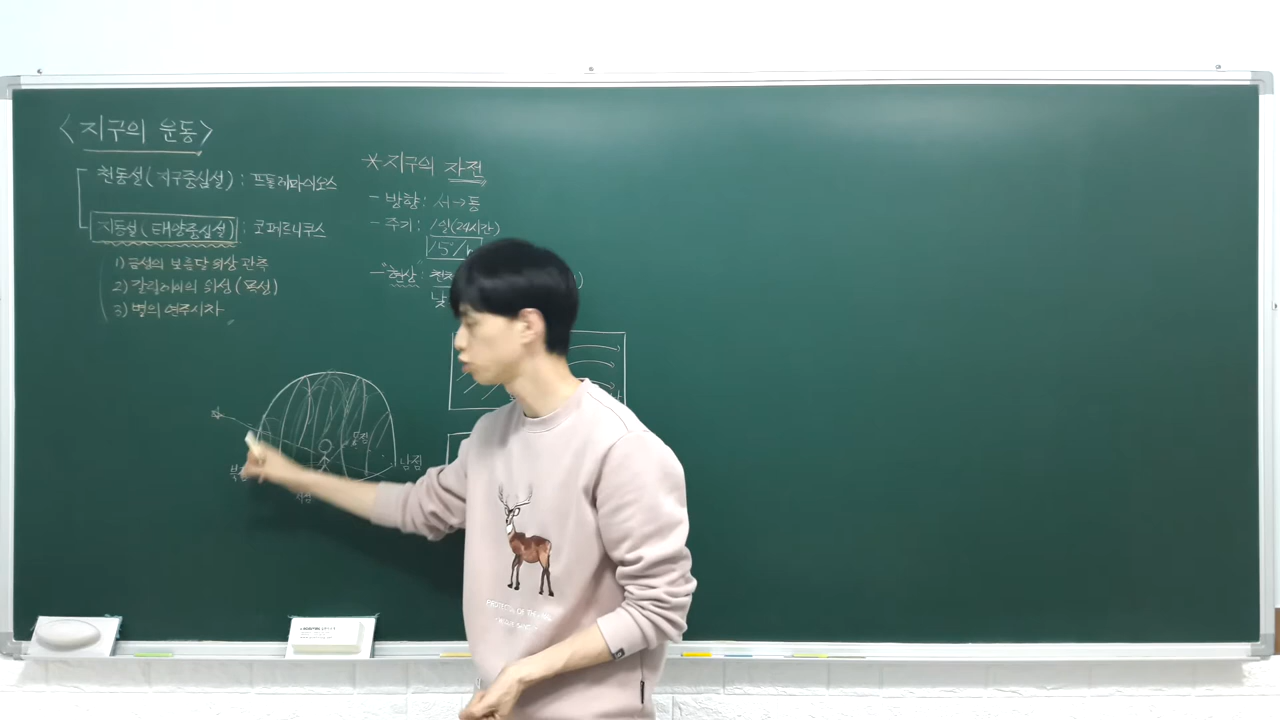 <지구의 운동>
천동설(지구중심설) : 프톨레마이오스
지동설(태양중심설) : 코페르니쿠스
1) 금성의 보름달 위상 관측
2) 갈릴레이의 위성(목성)
3) 별의 연주시차
*지구의 자전
- 방향: 서→동
- 주기: 1일(24시간)
15°/h
- 현상:
낮
남점